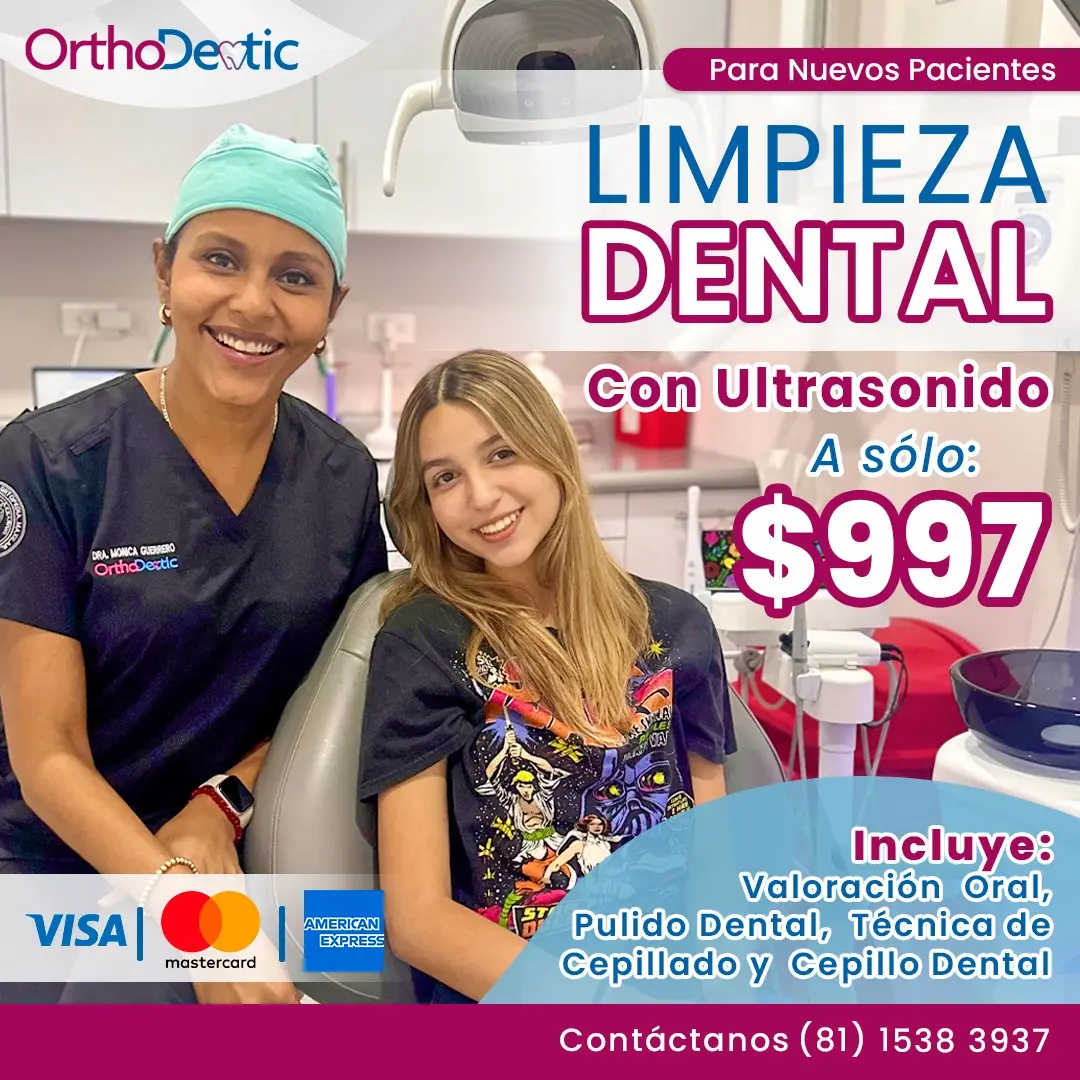 OrthoDentic
Para Nuevos Pacientes
LIMPIEZA
DENTAL
Con Ultrasonido
A sólo:
$997
DRA. MONICA GUERRERO
OrthoDentic
Incluye:
Valoración Oral,
Pulido Dental, Técnica de
Cepillado y Cepillo Dental
VISA
mastercard
AMERICAN
EXPRESS
Contáctanos (81) 1538 3937